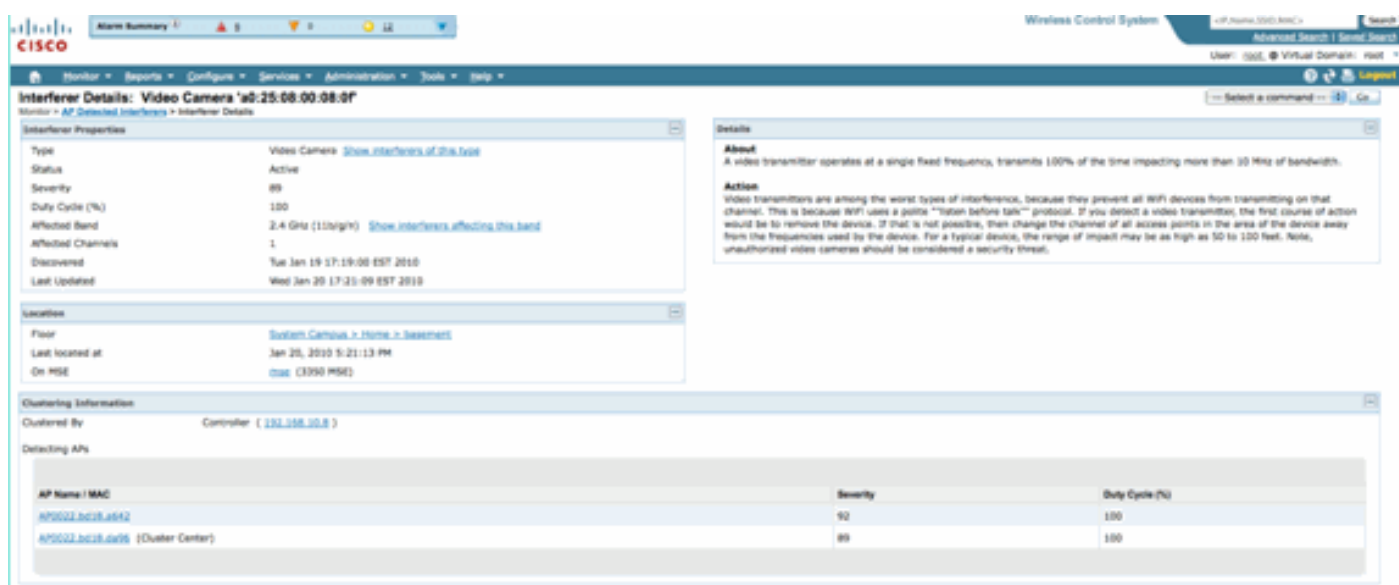 Alarm Summary
Wireless Control System
<IP,Name,SSID,MAC> Search
Advanced Search | Saved Search
CISCO
User: root @ Virtual Domain: root
Monitor Reports Configure Services Administration Tools Help Logout
Interferer Details: Video Camera 'a0:25:08:00:08:0f'
-- Select a command -- Go
Monitor > AP Detected Interferers > Interferer Details
Interferer Properties
Type Video Camera Show interferers of this type
Status Active
Severity 89
Duty Cycle (%) 100
Affected Band 2.4 GHz (11b/g/n) Show interferers affecting this band
Affected Channels 1
Discovered Tue Jan 19 17:19:00 EST 2010
Last Updated Wed Jan 20 17:21:09 EST 2010
Details
About
A video transmitter operates at a single fixed frequency, transmits 100% of the time impacting more than 10 MHz of bandwidth.
Action
Video transmitters are among the worst types of interference, because they prevent all WiFi devices from transmitting on that
channel. This is because WiFi uses a polite ""listen before talk"" protocol. If you detect a video transmitter, the first course of action
would be to remove the device. If that is not possible, then change the channel of all access points in the area of the device away
from the frequencies used by the device. For a typical device, the range of impact may be as high as 50 to 100 feet. Note,
unauthorized video cameras should be considered a security threat.
Location
Floor System Campus > Home > basement
Last located at Jan 20, 2010 5:21:13 PM
On MSE mse (3350 MSE)
Clustering Information
Clustered By Controller ( 192.168.10.8 )
Detecting APs
AP Name / MAC Severity Duty Cycle (%)
AP0022.bd18.a642 92 100
AP0022.bd18.da96 (Cluster Center) 89 100